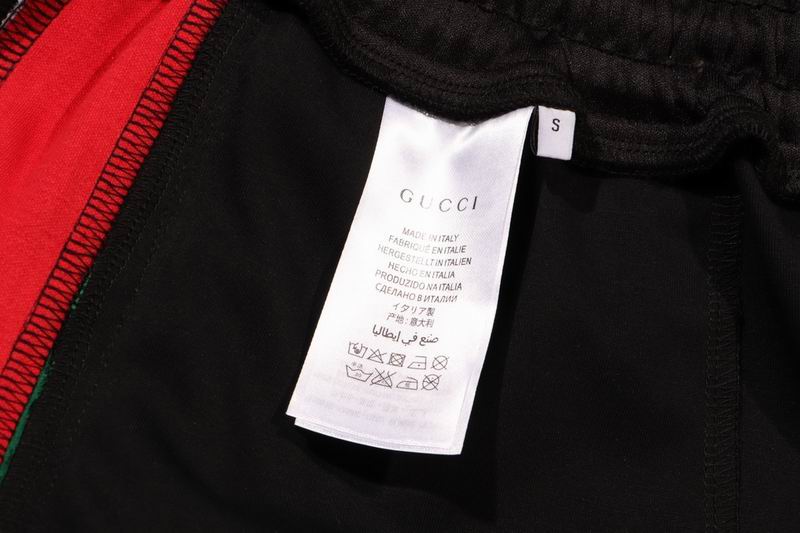 S
GUCCI
MADE IN ITALY
FABRIQUÉ EN ITALIE
HERGESTELLT IN ITALIEN
HECHO EN ITALIA
PRODUZIDO NA ITALIA
СДЕЛАНО В ИТАЛИИ
イタリア製
产地：意大利
صنع في إيطاليا